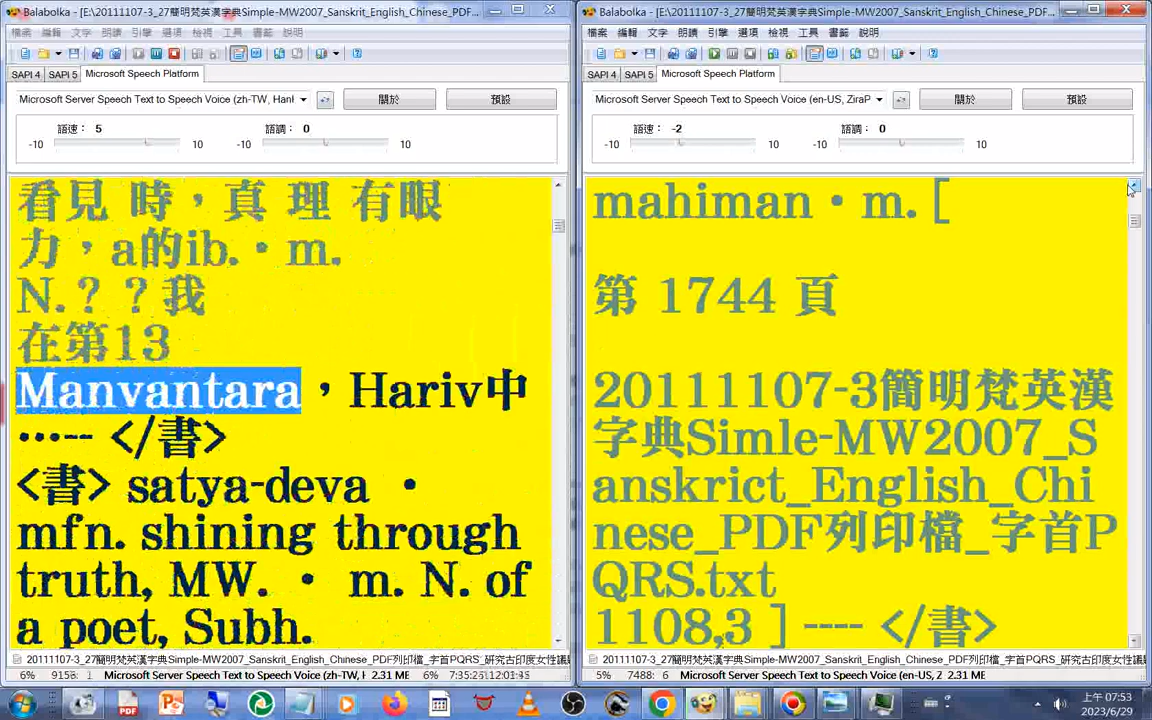 Balabolka - [E:\20111107-3_27簡明梵英漢字典Simple-MW2007_Sanskrit_English_Chinese_PDF...
檔案 編輯 文字 朗讀 引擎 選項 檢視 工具 書籤 說明
SAPI 4 SAPI 5 Microsoft Speech Platform
Microsoft Server Speech Text to Speech Voice (zh-TW, Hanl 關於 預設
語速： 5 語調： 0
-10 10 -10 10
看見 時，真 理 有眼
力，a的ib.・m.
N.？？我
在第13
Manvantara，Hariv中
…-- </書>
<書> satya-deva ・
mfn. shining through
truth, MW. ・ m. N. of
a poet, Subh.
20111107-3_27簡明梵英漢字典Simple-MW2007_Sanskrit_English_Chinese_PDF列印檔_字首PQRS_研究古印度女性議
6% 9158: 1 Microsoft Server Speech Text to Speech Voice (zh-TW, H 2.31 MB 6%
Balabolka - [E:\20111107-3_27簡明梵英漢字典Simple-MW2007_Sanskrit_English_Chinese_PDF...
檔案 編輯 文字 朗讀 引擎 選項 檢視 工具 書籤 說明
SAPI 4 SAPI 5 Microsoft Speech Platform
Microsoft Server Speech Text to Speech Voice (en-US, ZiraP 關於 預設
語速： -2 語調： 0
-10 10 -10 10
mahiman・m. [
第 1744 頁
20111107-3簡明梵英漢
字典Simle-MW2007_S
anskrict_English_Chi
nese_PDF列印檔_字首P
QRS.txt
1108,3 ] ---- </書>
20111107-3_27簡明梵英漢字典Simple-MW2007_Sanskrit_English_Chinese_PDF列印檔_字首PQRS_研究古印度女性議
5% 7488: 6 Microsoft Server Speech Text to Speech Voice (en-US, Z 2.31 MB
上午 07:53
2023/6/29